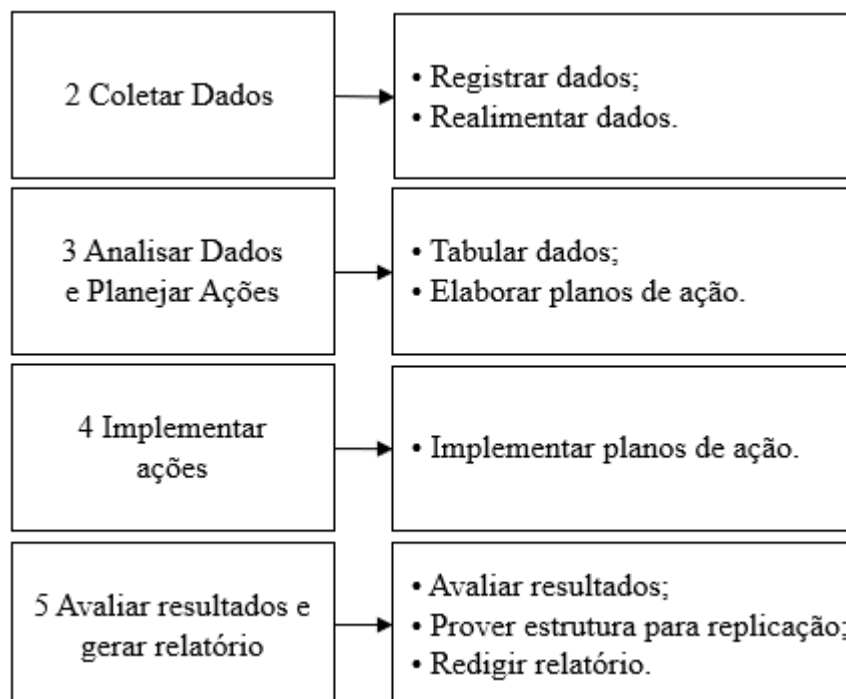 2 Coletar Dados
• Registrar dados;
• Realimentar dados.
3 Analisar Dados
e Planejar Ações
• Tabular dados;
• Elaborar planos de ação.
4 Implementar
ações
• Implementar planos de ação.
5 Avaliar resultados e
gerar relatório
• Avaliar resultados;
• Prover estrutura para replicação;
• Redigir relatório.